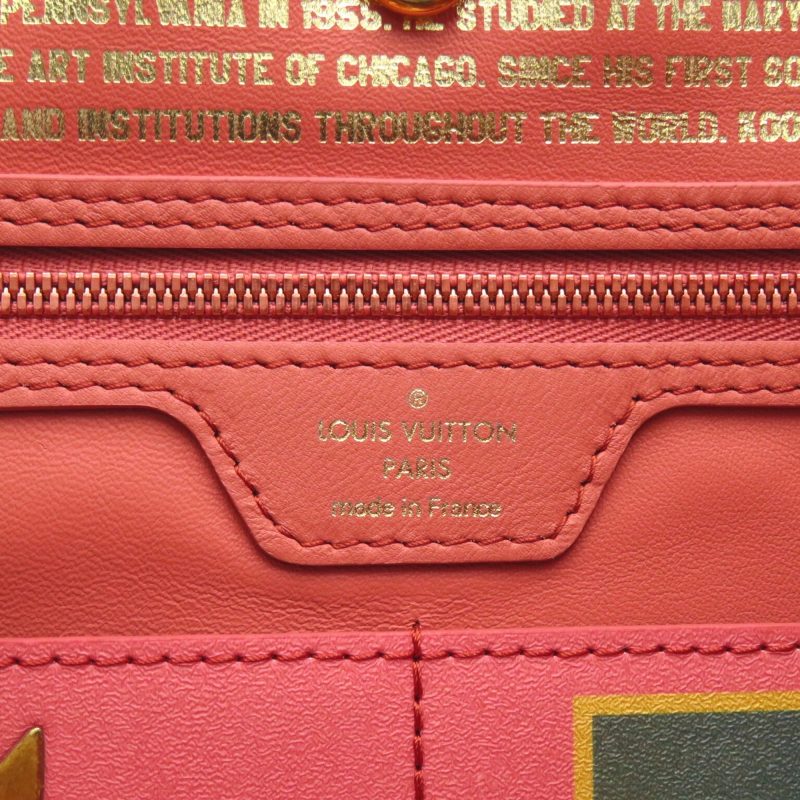 PENNSYLVANIA IN 1955. HE STUDIED AT THE MARY
ART INSTITUTE OF CHICAGO. SINCE HIS FIRST SO
AND INSTITUTIONS THROUGHOUT THE WORLD. KOO
®
LOUIS VUITTON
PARIS
made in France